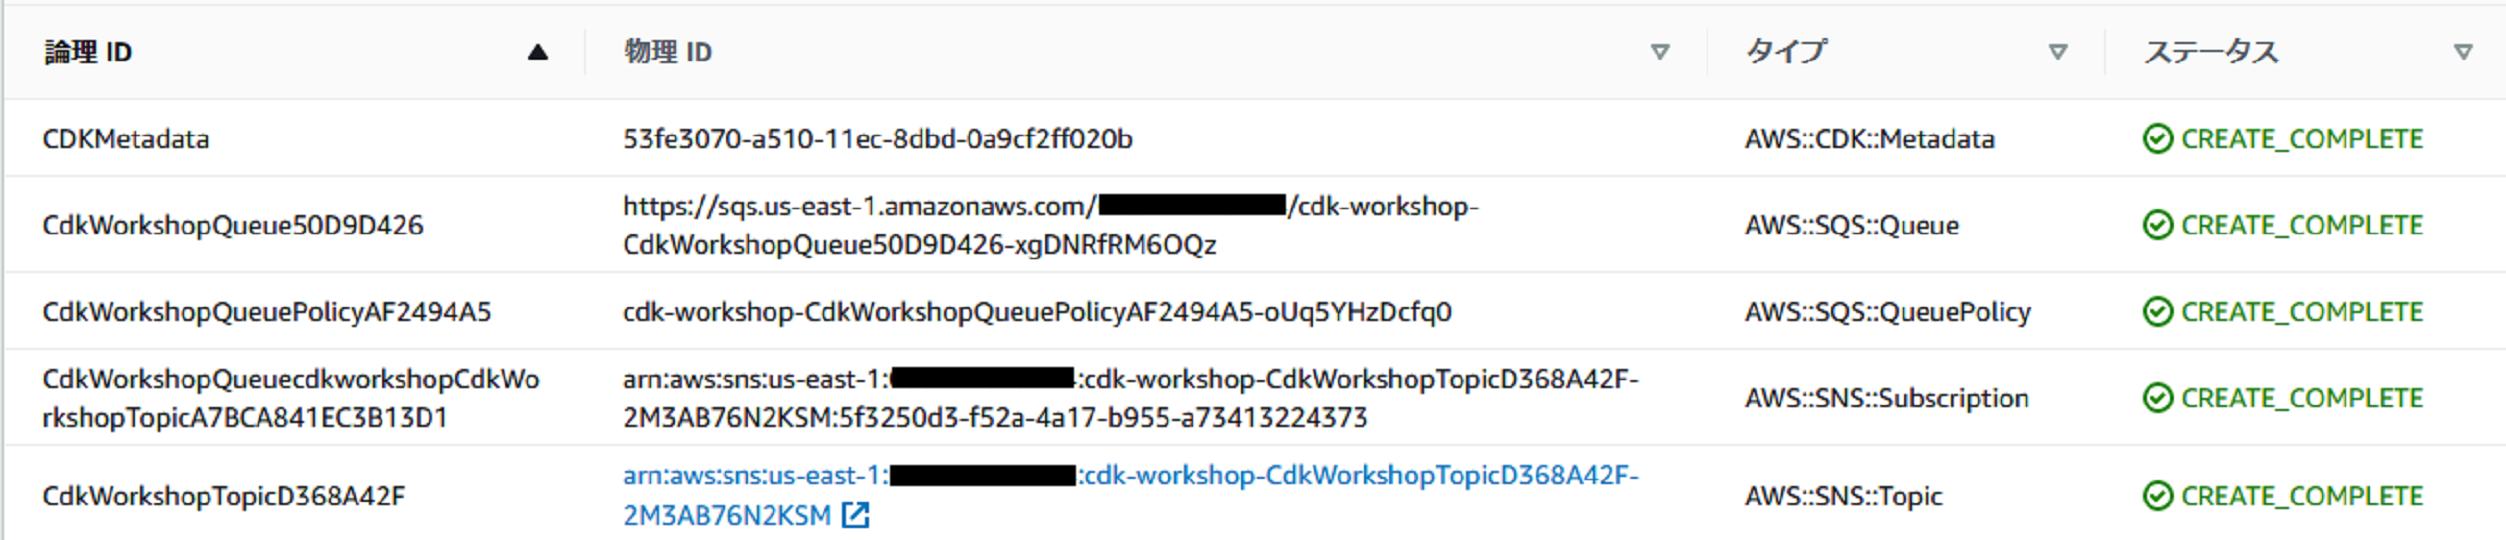 論理 ID 物理 ID タイプ ステータス
CDKMetadata 53fe3070-a510-11ec-8dbd-0a9cf2ff020b AWS::CDK::Metadata CREATE_COMPLETE
https://sqs.us-east-1.amazonaws.com/ /cdk-workshop-
CdkWorkshopQueue50D9D426 AWS::SQS::Queue CREATE_COMPLETE
CdkWorkshopQueue50D9D426-xgDNRfRM6OQz
CdkWorkshopQueuePolicyAF2494A5 cdk-workshop-CdkWorkshopQueuePolicyAF2494A5-oUq5YHzDcfq0 AWS::SQS::QueuePolicy CREATE_COMPLETE
CdkWorkshopQueuecdkworkshopCdkWo arn:aws:sns:us-east-1: :cdk-workshop-CdkWorkshopTopicD368A42F-
AWS::SNS::Subscription CREATE_COMPLETE
rkshopTopicA7BCA841EC3B13D1 2M3AB76N2KSM:5f3250d3-f52a-4a17-b955-a73413224373
arn:aws:sns:us-east-1: :cdk-workshop-CdkWorkshopTopicD368A42F-
CdkWorkshopTopicD368A42F AWS::SNS::Topic CREATE_COMPLETE
2M3AB76N2KSM